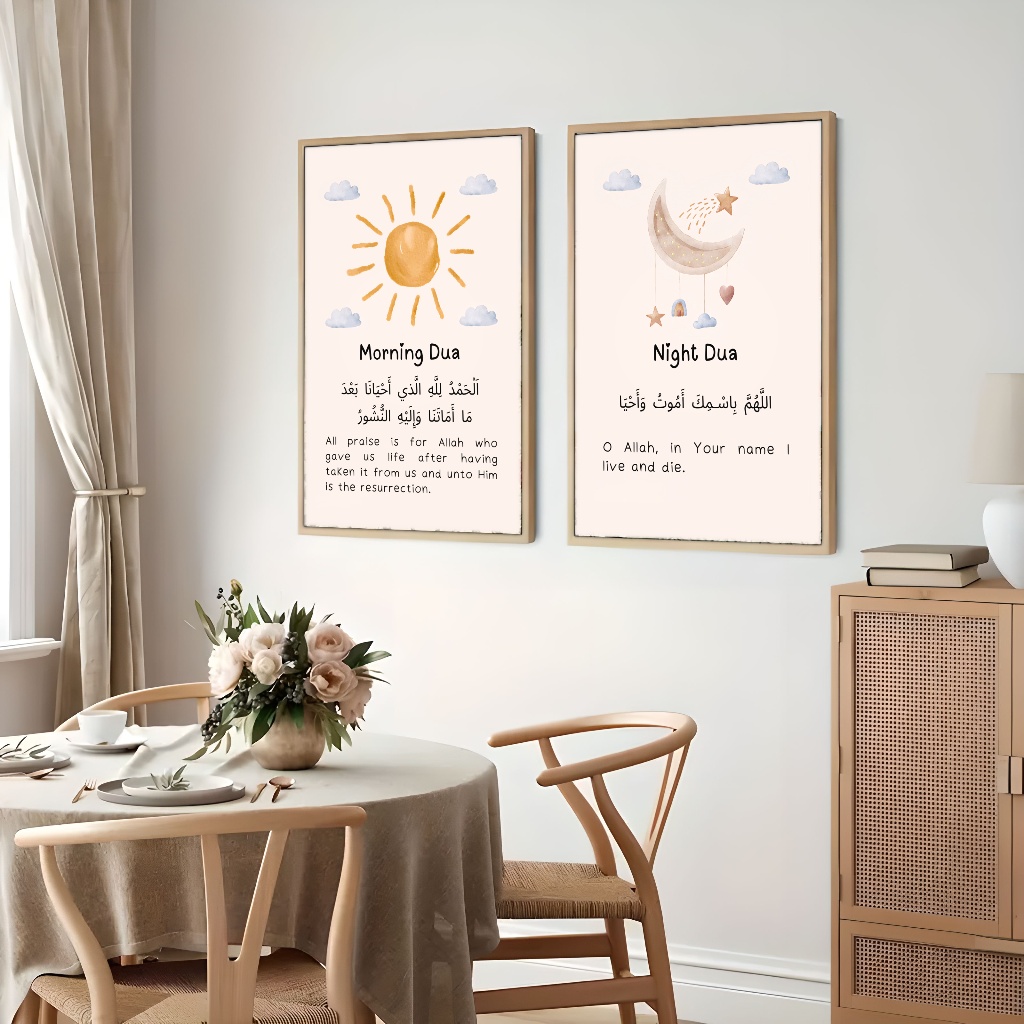 Morning Dua
اَلْحَمْدُ لِلَّهِ الَّذِي أَحْيَانَا بَعْدَ
مَا أَمَاتَنَا وَإِلَيْهِ النُّشُورُ
All praise is for Allah who
gave us life after having
taken it from us and unto Him
is the resurrection.
Night Dua
اللَّهُمَّ بِاسْمِكَ أَمُوتُ وَأَحْيَا
O Allah, in Your name I
live and die.